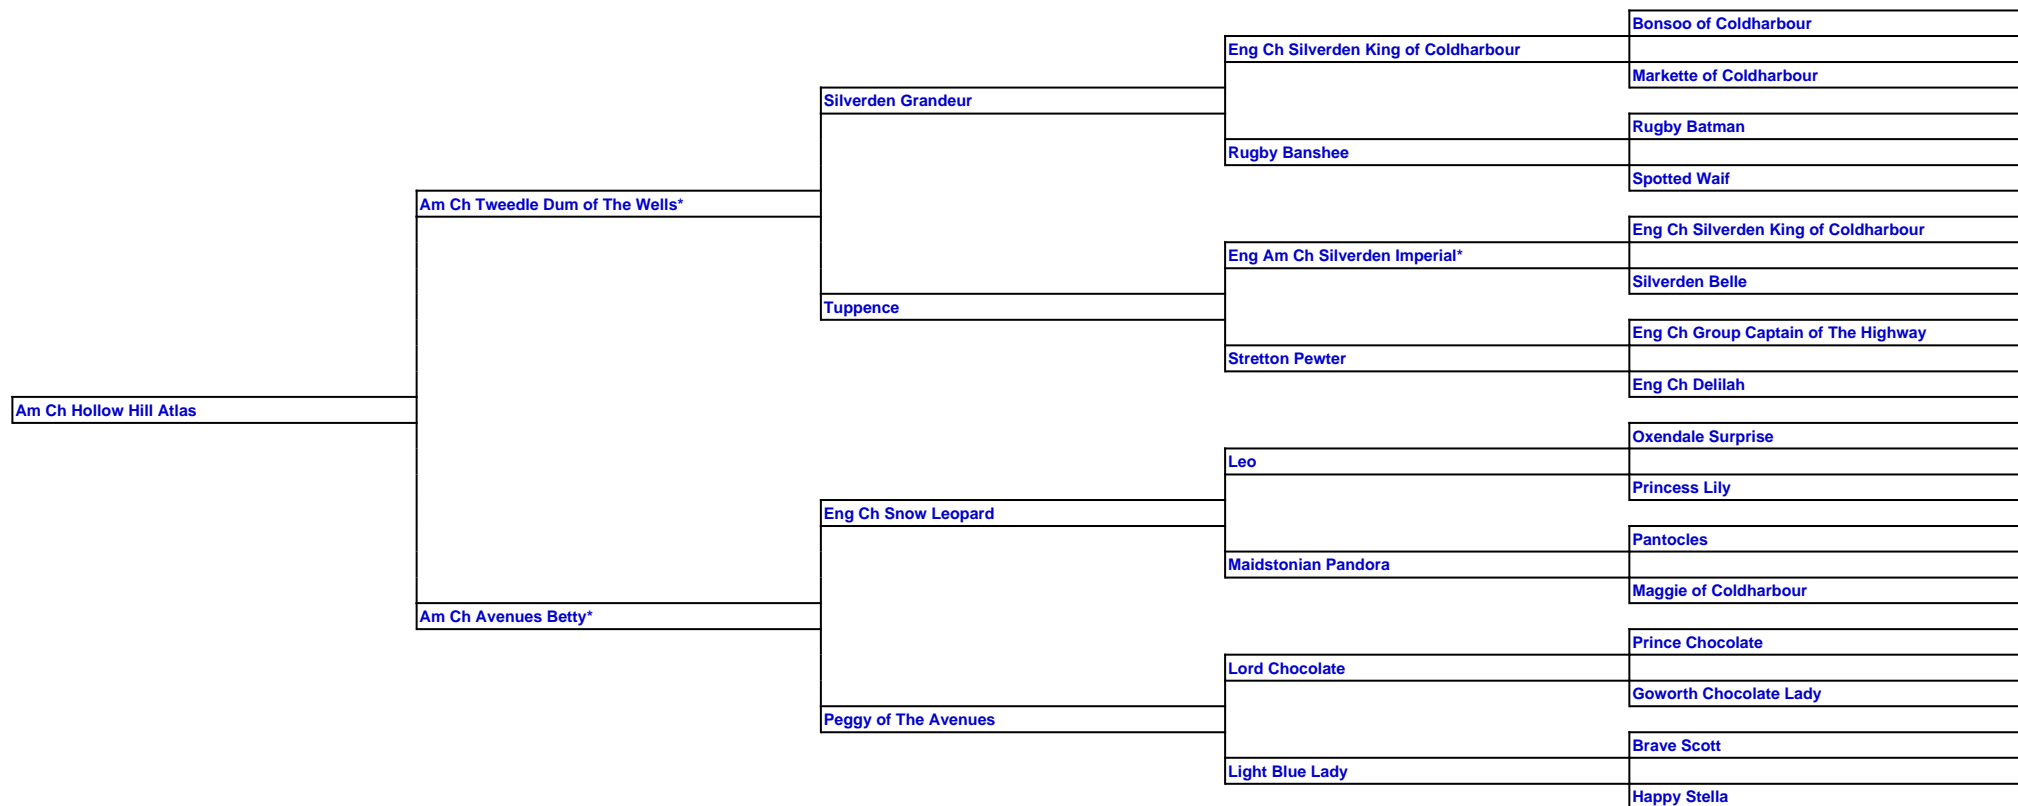 Bonsoo of Coldharbour
Eng Ch Silverden King of Coldharbour
Markette of Coldharbour
Silverden Grandeur
Rugby Batman
Rugby Banshee
Spotted Waif
Am Ch Tweedle Dum of The Wells*
Eng Ch Silverden King of Coldharbour
Eng Am Ch Silverden Imperial*
Silverden Belle
Tuppence
Eng Ch Group Captain of The Highway
Stretton Pewter
Eng Ch Delilah
Am Ch Hollow Hill Atlas
Oxendale Surprise
Leo
Princess Lily
Eng Ch Snow Leopard
Pantocles
Maidstonian Pandora
Maggie of Coldharbour
Am Ch Avenues Betty*
Prince Chocolate
Lord Chocolate
Goworth Chocolate Lady
Peggy of The Avenues
Brave Scott
Light Blue Lady
Happy Stella